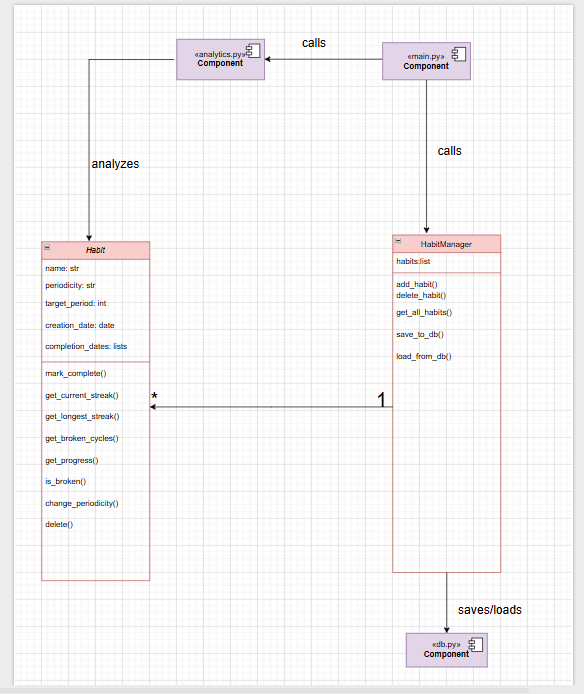 calls
«analytics.py»
Component
«main.py»
Component
analyzes
calls
Habit
name: str
periodicity: str
target_period: int
creation_date: date
completion_dates: lists
mark_complete()
get_current_streak()
get_longest_streak()
get_broken_cycles()
get_progress()
is_broken()
change_periodicity()
delete()
*
1
HabitManager
habits:list
add_habit()
delete_habit()
get_all_habits()
save_to_db()
load_from_db()
saves/loads
«db.py»
Component